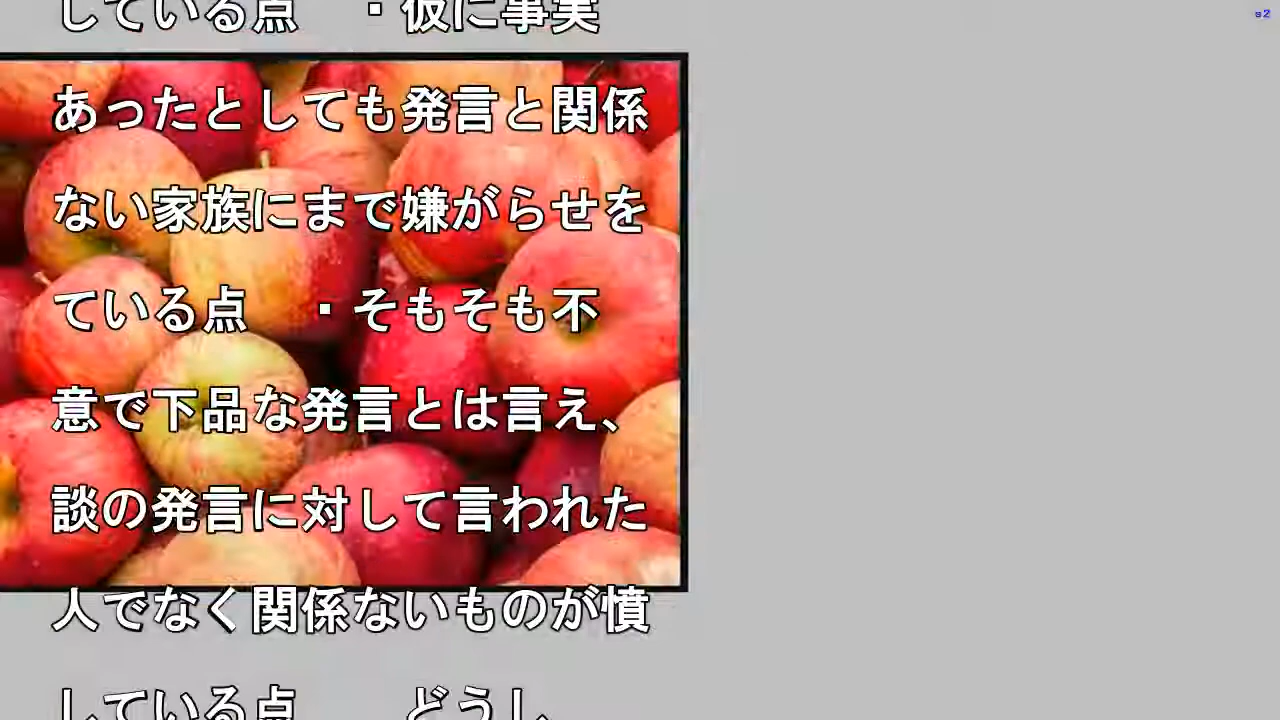 s2
している点　・仮に事実
あったとしても発言と関係
ない家族にまで嫌がらせを
ている点　・そもそも不
意で下品な発言とは言え、
談の発言に対して言われた
人でなく関係ないものが憤
している点　　どうし